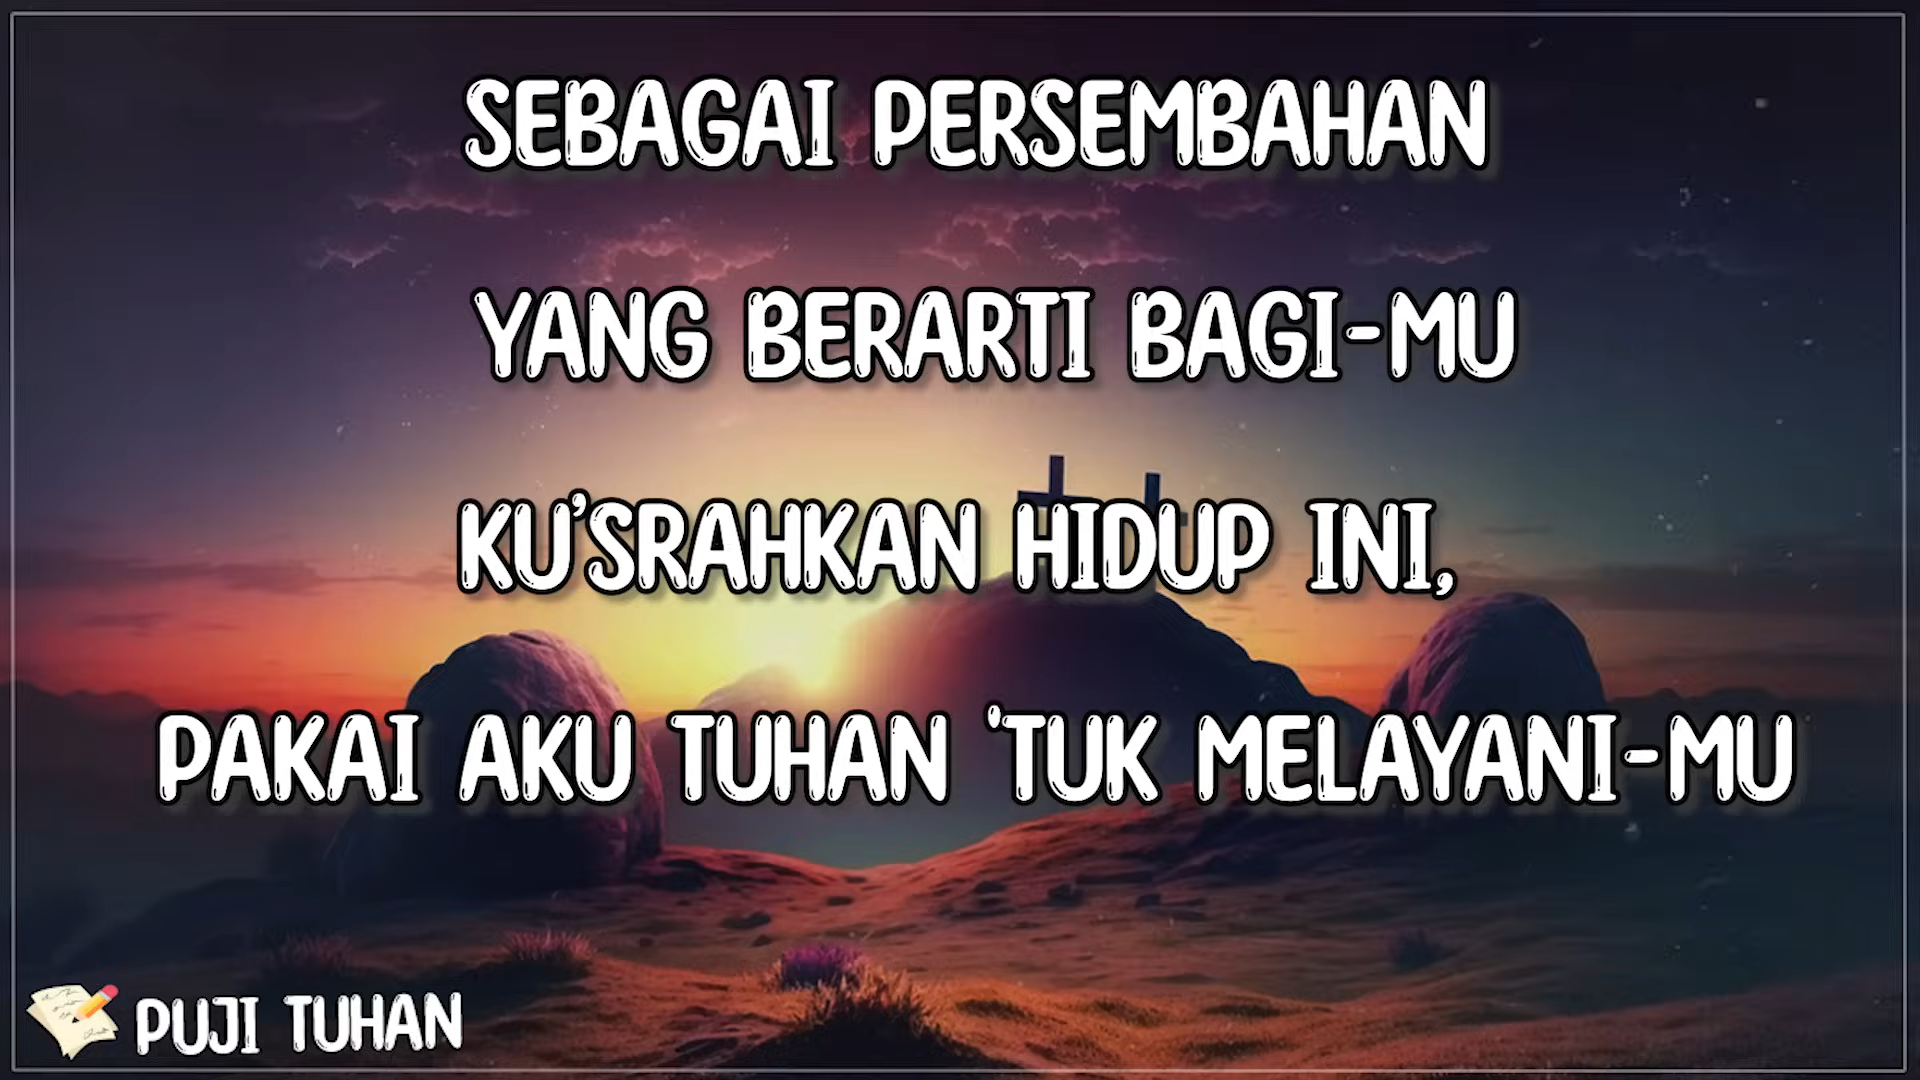 SEBAGAI PERSEMBAHAN
YANG BERARTI BAGI-MU
KU'SRAHKAN HIDUP INI,
PAKAI AKU TUHAN 'TUK MELAYANI-MU
PUJI TUHAN